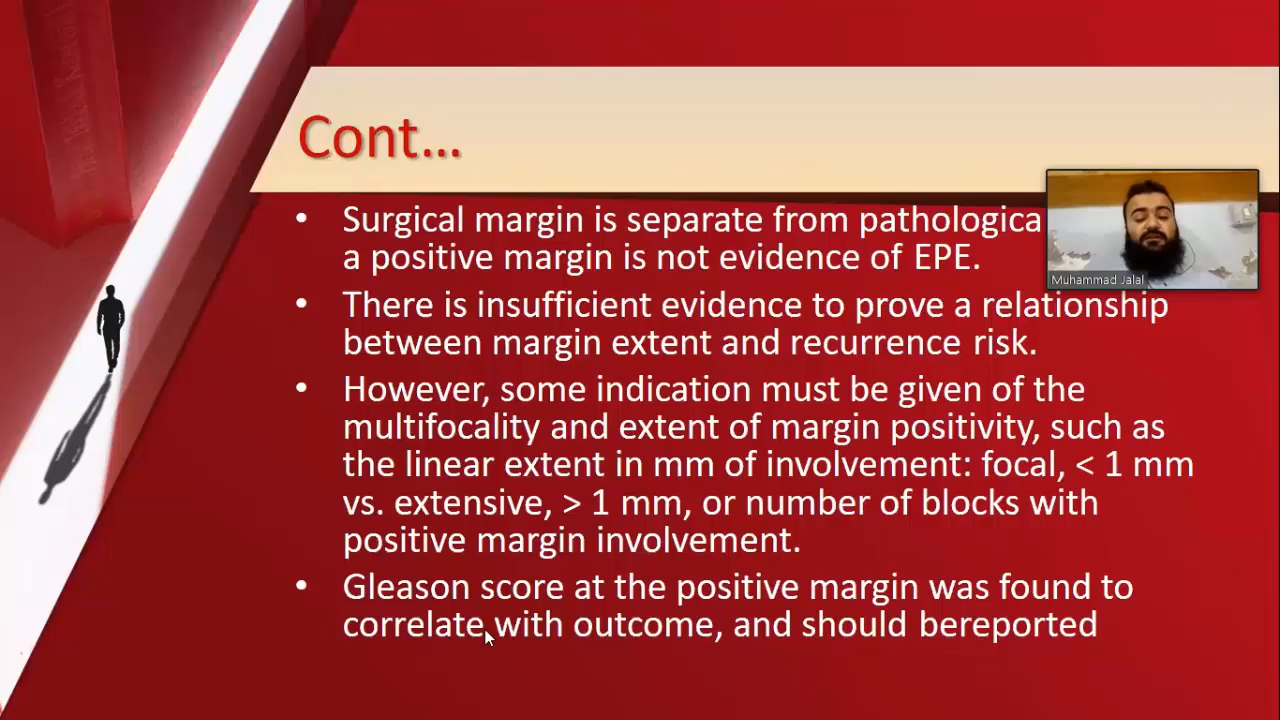 Cont...
• Surgical margin is separate from pathologica
a positive margin is not evidence of EPE.
• There is insufficient evidence to prove a relationship
between margin extent and recurrence risk.
• However, some indication must be given of the
multifocality and extent of margin positivity, such as
the linear extent in mm of involvement: focal, < 1 mm
vs. extensive, > 1 mm, or number of blocks with
positive margin involvement.
• Gleason score at the positive margin was found to
correlate with outcome, and should bereported
Muhammad Jalal